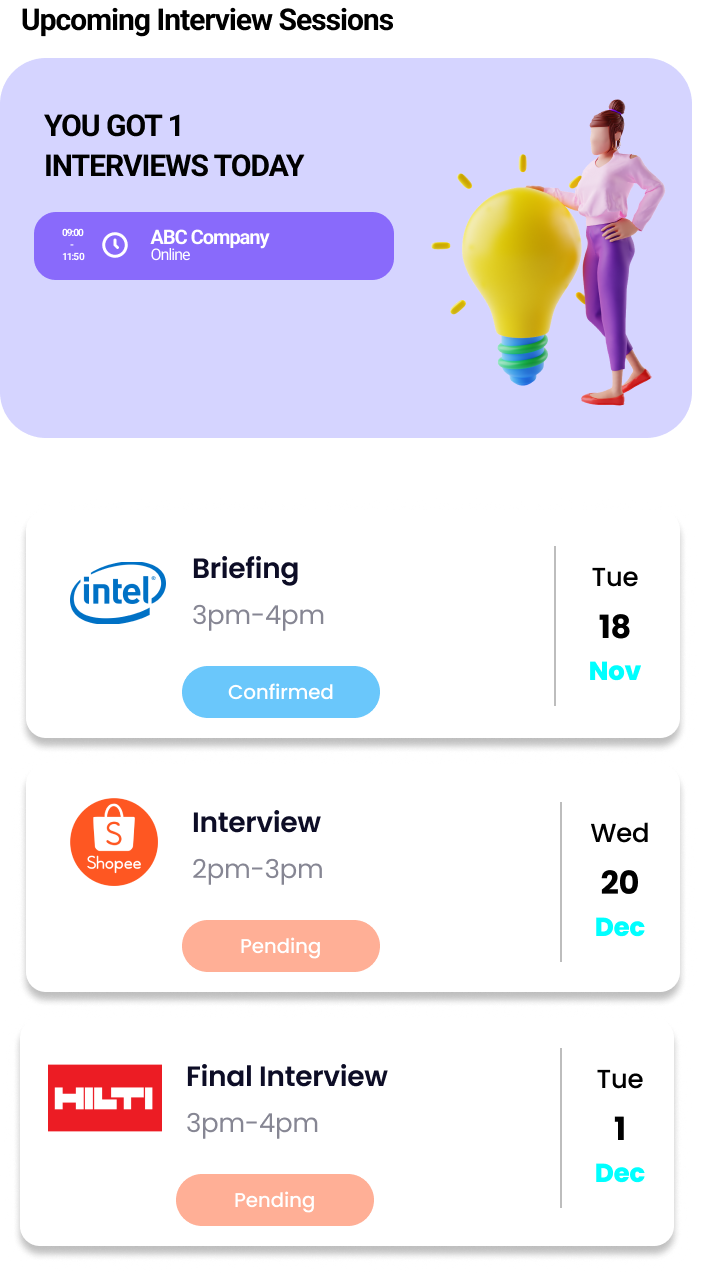 Upcoming Interview Sessions
YOU GOT 1
INTERVIEWS TODAY
09:00
-
11:50
ABC Company
Online
intel
Briefing
3pm-4pm
Confirmed
Tue
18
Nov
S
Shopee
Interview
2pm-3pm
Pending
Wed
20
Dec
HILTI
Final Interview
3pm-4pm
Pending
Tue
1
Dec